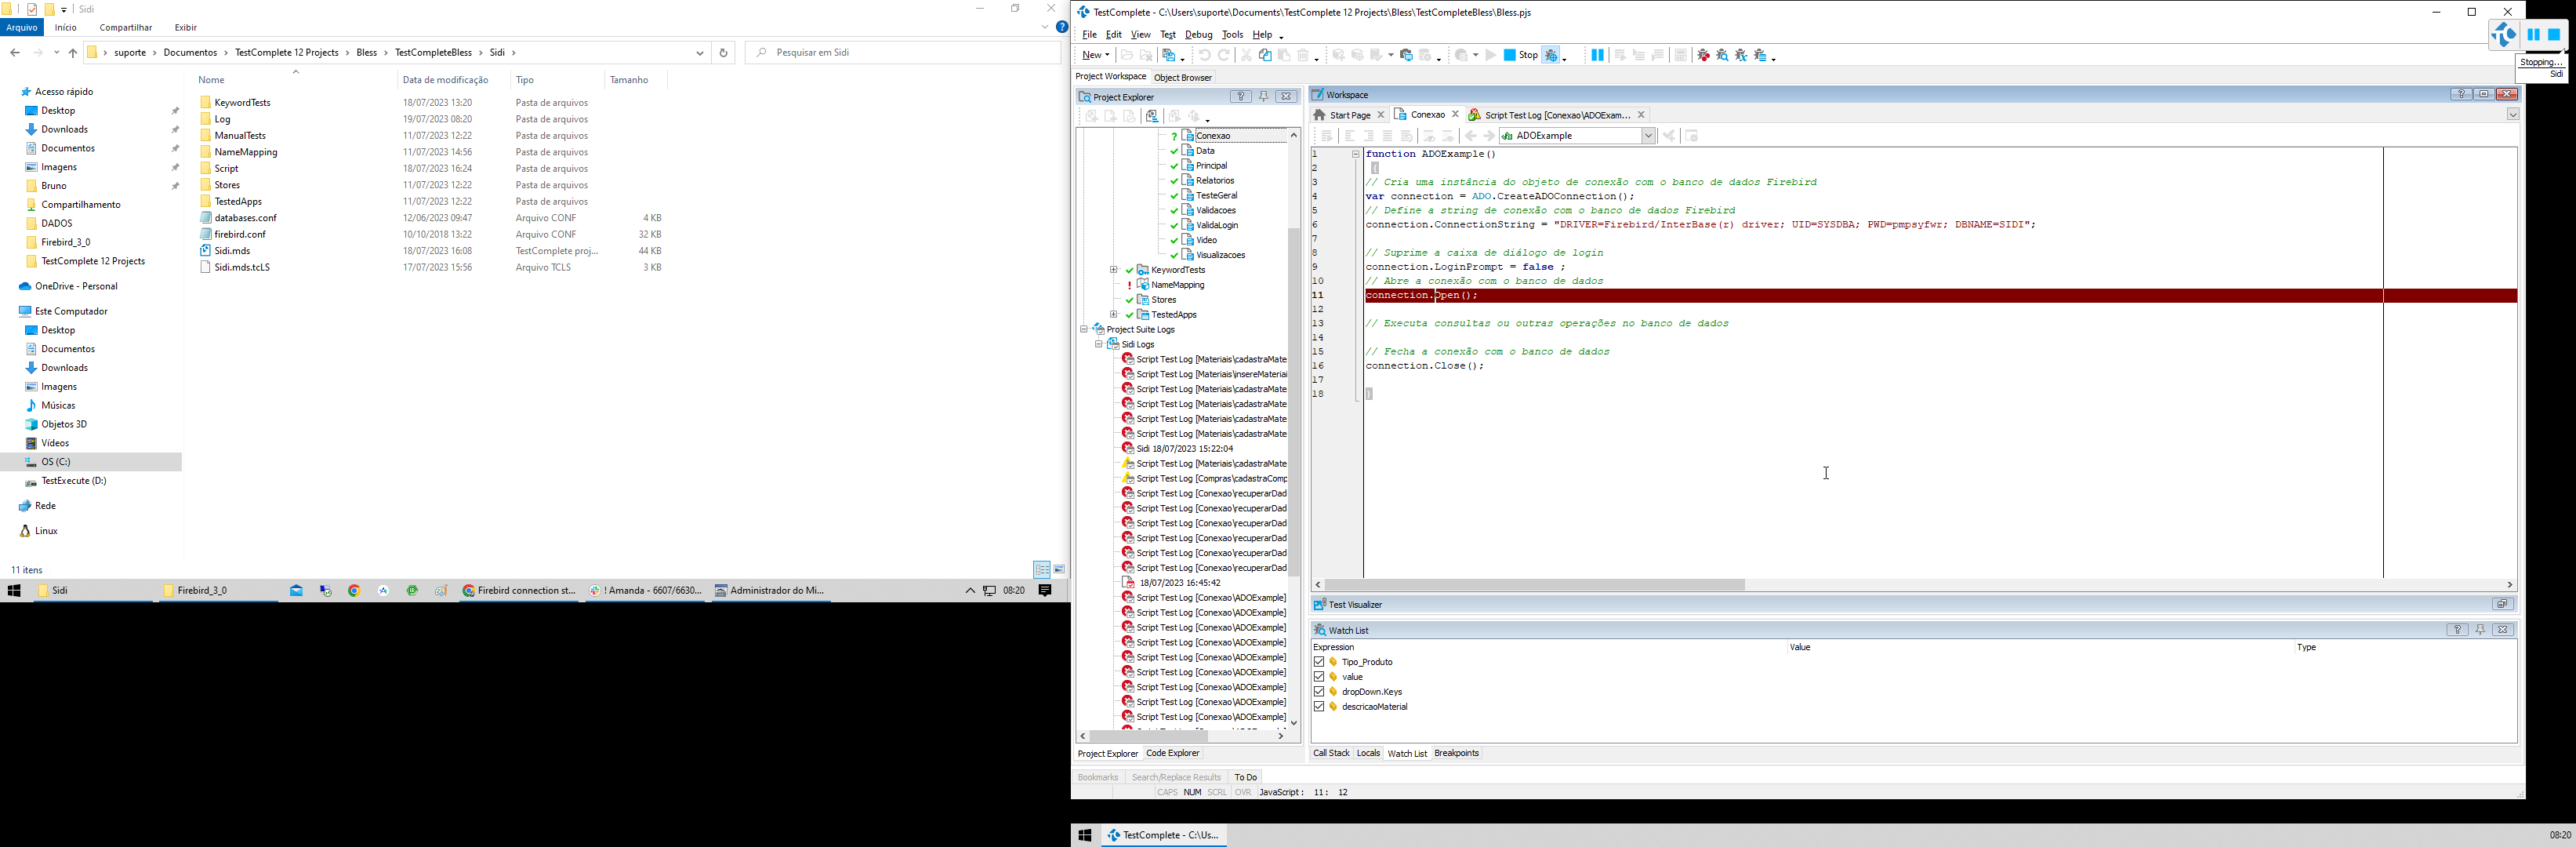 Sidi
Arquivo Início Compartilhar Exibir
suporte > Documentos > TestComplete 12 Projects > Bless > TestCompleteBless > Sidi >
Pesquisar em Sidi
Nome Data de modificação Tipo Tamanho
Acesso rápido
Desktop
Downloads
Documentos
Imagens
Bruno
Compartilhamento
DADOS
Firebird_3_0
TestComplete 12 Projects
OneDrive - Personal
Este Computador
Desktop
Documentos
Downloads
Imagens
Músicas
Objetos 3D
Vídeos
OS (C:)
TestExecute (D:)
Rede
Linux
KeywordTests 18/07/2023 13:20 Pasta de arquivos
Log 19/07/2023 08:20 Pasta de arquivos
ManualTests 11/07/2023 12:22 Pasta de arquivos
NameMapping 11/07/2023 14:56 Pasta de arquivos
Script 18/07/2023 16:24 Pasta de arquivos
Stores 11/07/2023 12:22 Pasta de arquivos
TestedApps 11/07/2023 12:22 Pasta de arquivos
databases.conf 12/06/2023 09:47 Arquivo CONF 4 KB
firebird.conf 10/10/2018 13:22 Arquivo CONF 32 KB
Sidi.mds 18/07/2023 16:08 TestComplete proj... 44 KB
Sidi.mds.tcLS 17/07/2023 15:56 Arquivo TCLS 3 KB
11 itens
Sidi Firebird_3_0 Firebird connection st... ! Amanda - 6607/6630... Administrador do Mi... 08:20
TestComplete - C:\Users\suporte\Documents\TestComplete 12 Projects\Bless\TestCompleteBless\Bless.pjs
File Edit View Test Debug Tools Help
New Stop
Stopping...
Sidi
Project Workspace Object Browser
Project Explorer
Conexao
Data
Principal
Relatorios
TesteGeral
Validacoes
ValidaLogin
Video
Visualizacoes
KeywordTests
NameMapping
Stores
TestedApps
Project Suite Logs
Sidi Logs
Script Test Log [Materiais\cadastraMate
Script Test Log [Materiais\insereMateriai
Script Test Log [Materiais\cadastraMate
Script Test Log [Materiais\cadastraMate
Script Test Log [Materiais\cadastraMate
Script Test Log [Materiais\cadastraMate
Sidi 18/07/2023 15:22:04
Script Test Log [Materiais\cadastraMate
Script Test Log [Compras\cadastraComp
Script Test Log [Conexao\recuperarDad
Script Test Log [Conexao\recuperarDad
Script Test Log [Conexao\recuperarDad
Script Test Log [Conexao\recuperarDad
Script Test Log [Conexao\recuperarDad
Script Test Log [Conexao\recuperarDad
18/07/2023 16:45:42
Script Test Log [Conexao\ADOExample]
Script Test Log [Conexao\ADOExample]
Script Test Log [Conexao\ADOExample]
Script Test Log [Conexao\ADOExample]
Script Test Log [Conexao\ADOExample]
Script Test Log [Conexao\ADOExample]
Script Test Log [Conexao\ADOExample]
Script Test Log [Conexao\ADOExample]
Script Test Log [Conexao\ADOExample]
Project Explorer Code Explorer
Workspace
Start Page Conexao Script Test Log [Conexao\ADOExam...
ADOExample
1 function ADOExample()
2 {
3 // Cria uma instância do objeto de conexão com o banco de dados Firebird
4 var connection = ADO.CreateADOConnection();
5 // Define a string de conexão com o banco de dados Firebird
6 connection.ConnectionString = "DRIVER=Firebird/InterBase(r) driver; UID=SYSDBA; PWD=pmpsyfwr; DBNAME=SIDI";
7
8 // Suprime a caixa de diálogo de login
9 connection.LoginPrompt = false ;
10 // Abre a conexão com o banco de dados
11 connection.Open();
12
13 // Executa consultas ou outras operações no banco de dados
14
15 // Fecha a conexão com o banco de dados
16 connection.Close();
17
18 }
Test Visualizer
Watch List
Expression Value Type
Tipo_Produto
value
dropDown.Keys
descricaoMaterial
Call Stack Locals Watch List Breakpoints
Bookmarks Search/Replace Results To Do
CAPS NUM SCRL OVR JavaScript: 11: 12
TestComplete - C:\Us... 08:20